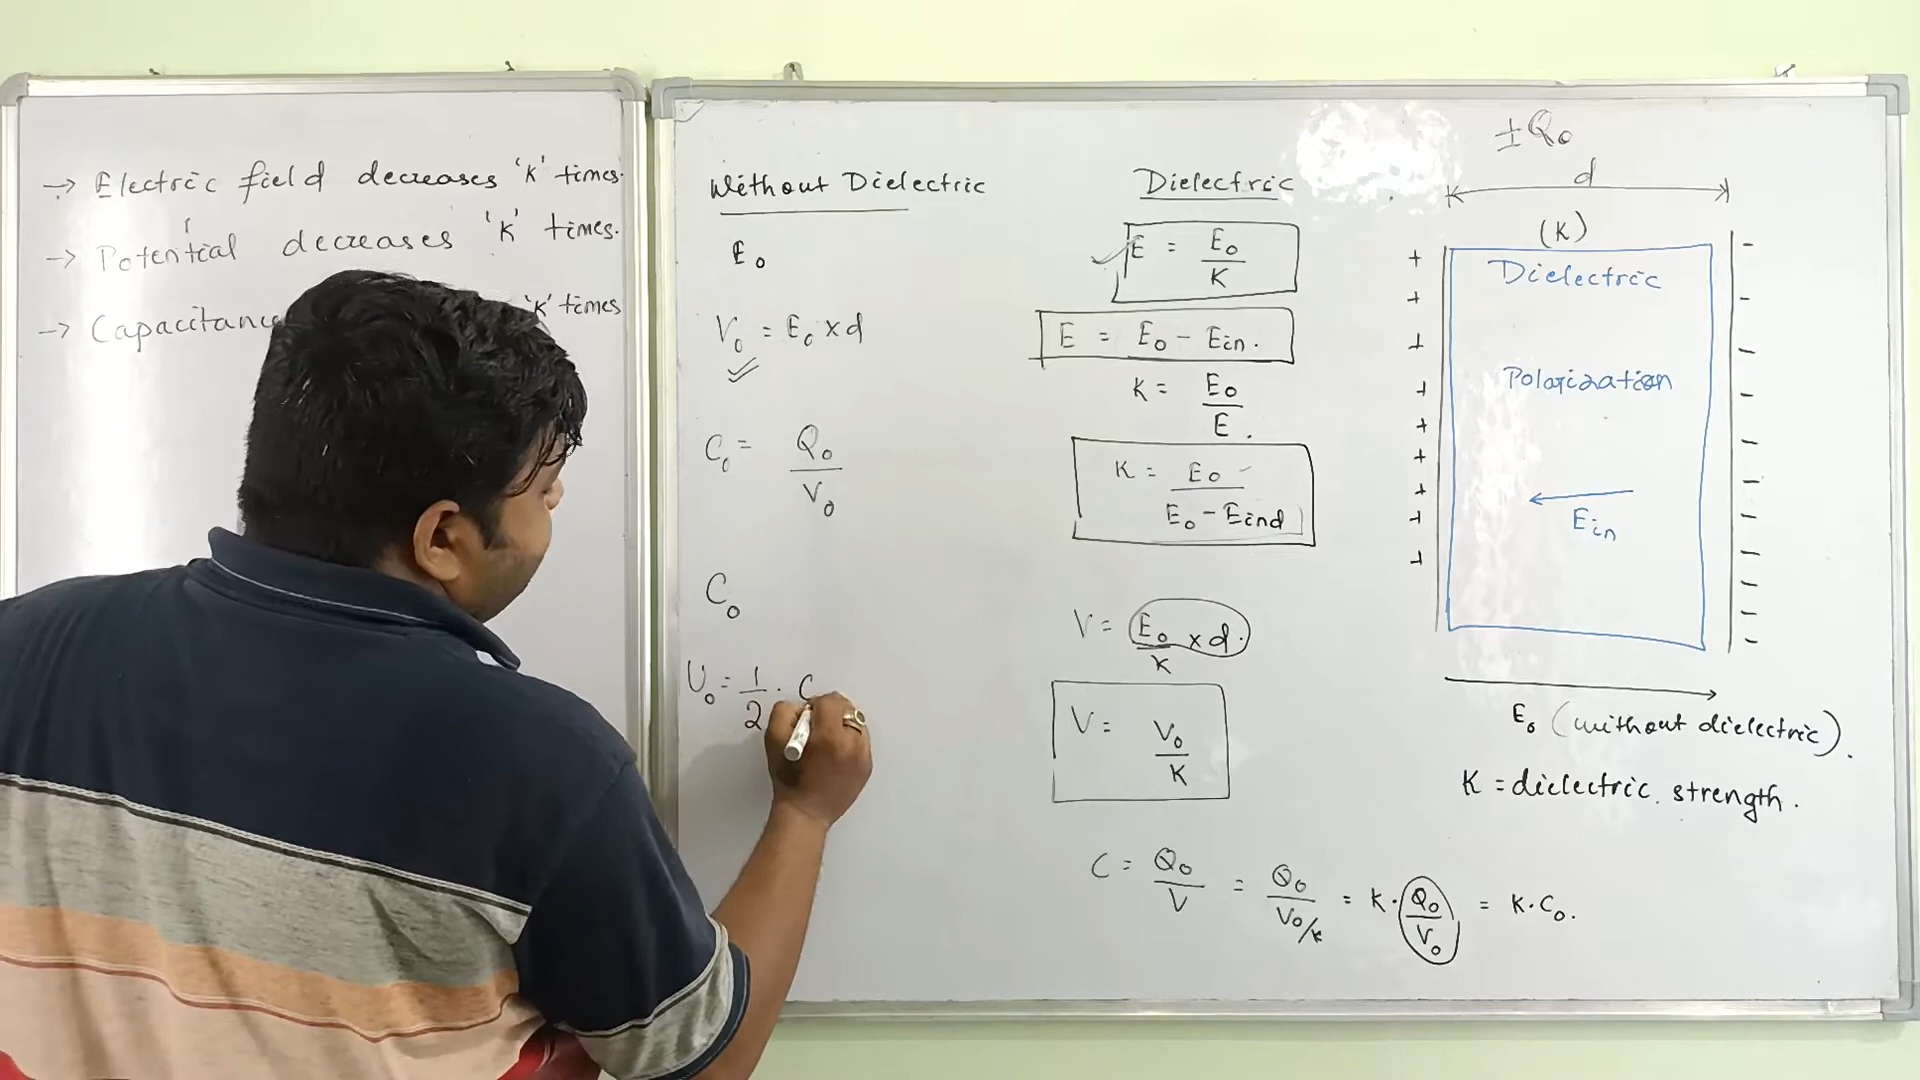 → Electric field decreases 'K' times.
→ Potential decreases 'K' times.
→ Capacitance 'K' times
Without Dielectric
E₀
V₀ = E₀ x d
C₀ = Q₀ / V₀
C₀
U₀ = 1/2 · C
Dielectric
E = E₀ / K
E = E₀ - Ein.
K = E₀ / E.
K = E₀ / E₀ - Eind
V = E₀/K x d.
V = V₀ / K
C = Q₀/V = Q₀/V₀/K = K · Q₀/V₀ = K · C₀.
±Q₀
d
(K)
+ + + + + + + + +
Dielectric
Polarization
Ein
- - - - - - - - - - -
E₀ (without dielectric).
K = dielectric strength.